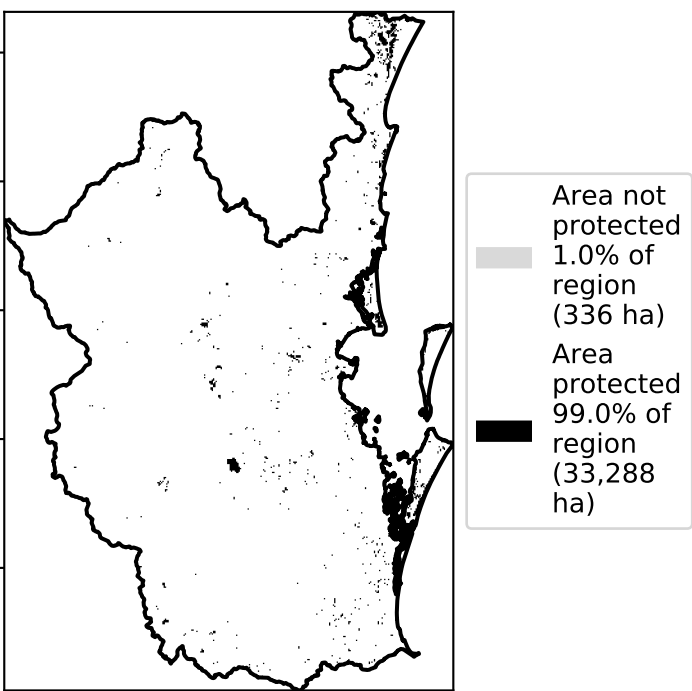 Area not
protected
1.0% of
region
(336 ha)
Area
protected
99.0% of
region
(33,288
ha)